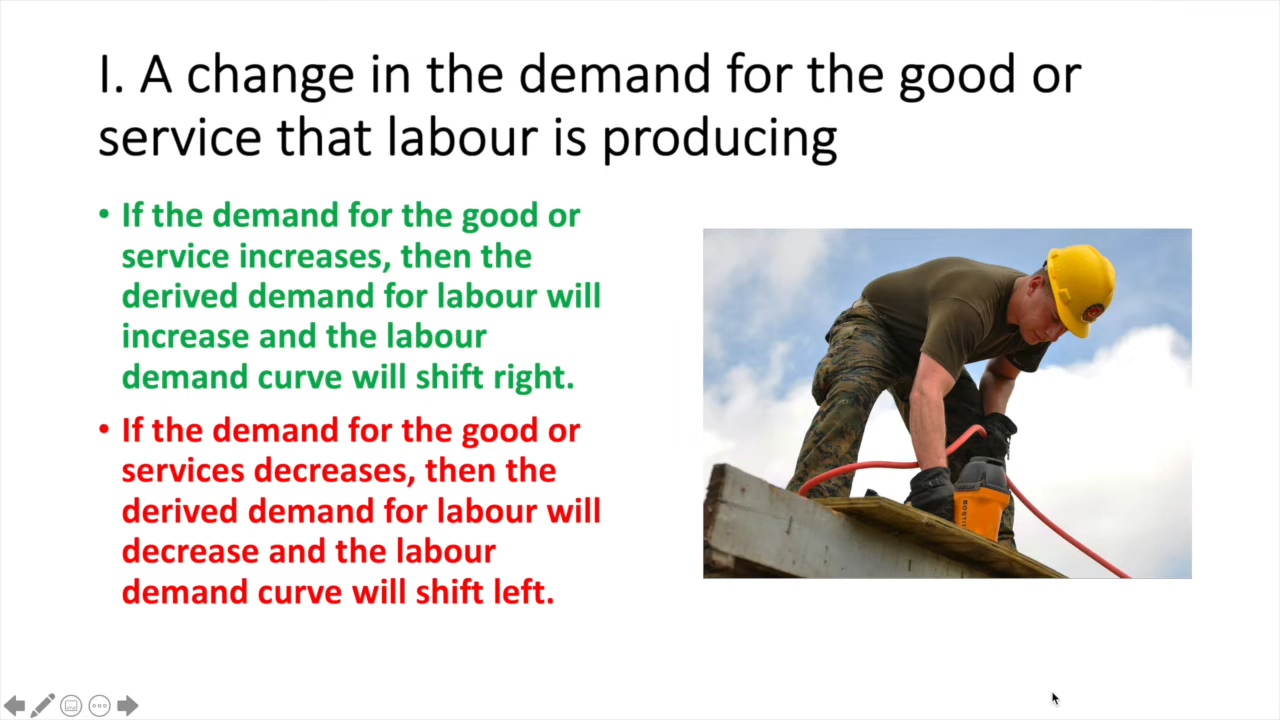 I. A change in the demand for the good or
service that labour is producing
• If the demand for the good or
service increases, then the
derived demand for labour will
increase and the labour
demand curve will shift right.
• If the demand for the good or
services decreases, then the
derived demand for labour will
decrease and the labour
demand curve will shift left.